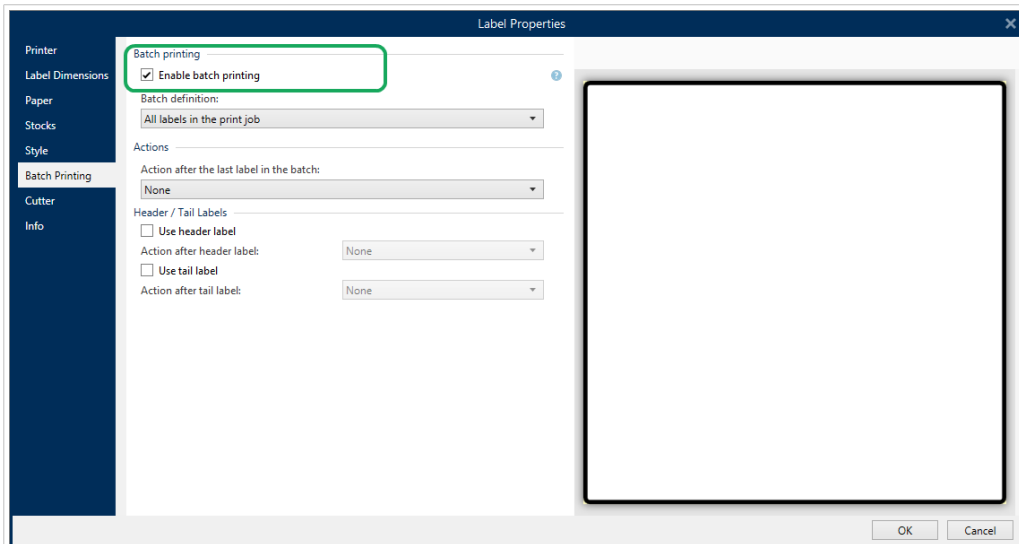 Label Properties
Printer
Label Dimensions
Paper
Stocks
Style
Batch Printing
Cutter
Info
Batch printing
Enable batch printing
?
Batch definition:
All labels in the print job
Actions
Action after the last label in the batch:
None
Header / Tail Labels
Use header label
Action after header label: None
Use tail label
Action after tail label: None
OK Cancel